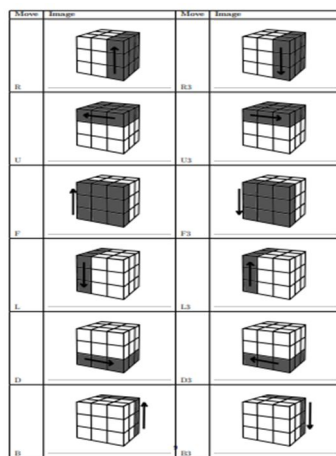 Move Image Move Image
R R3
U U3
F F3
L L3
D D3
B B3